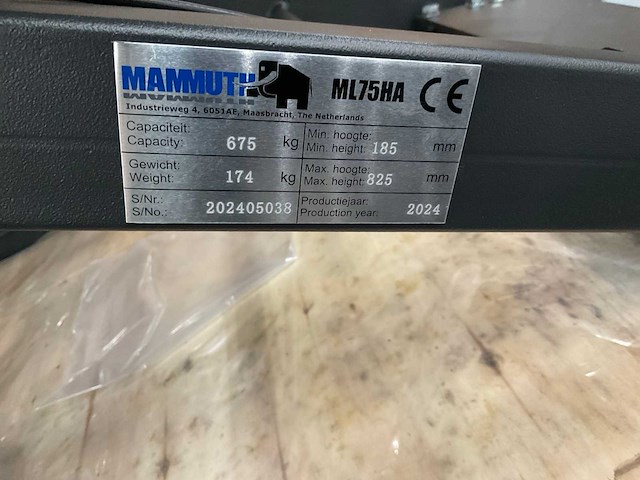 MAMMUTH ML75HA CE
Industrieweg 4, 6051AE, Maasbracht, The Netherlands
Capaciteit:
Capacity: 675 kg
Min. hoogte:
Min. height: 185 mm
Gewicht:
Weight: 174 kg
Max. hoogte:
Max. height: 825 mm
S/Nr.:
S/No.: 202405038
Productiejaar:
Production year: 2024